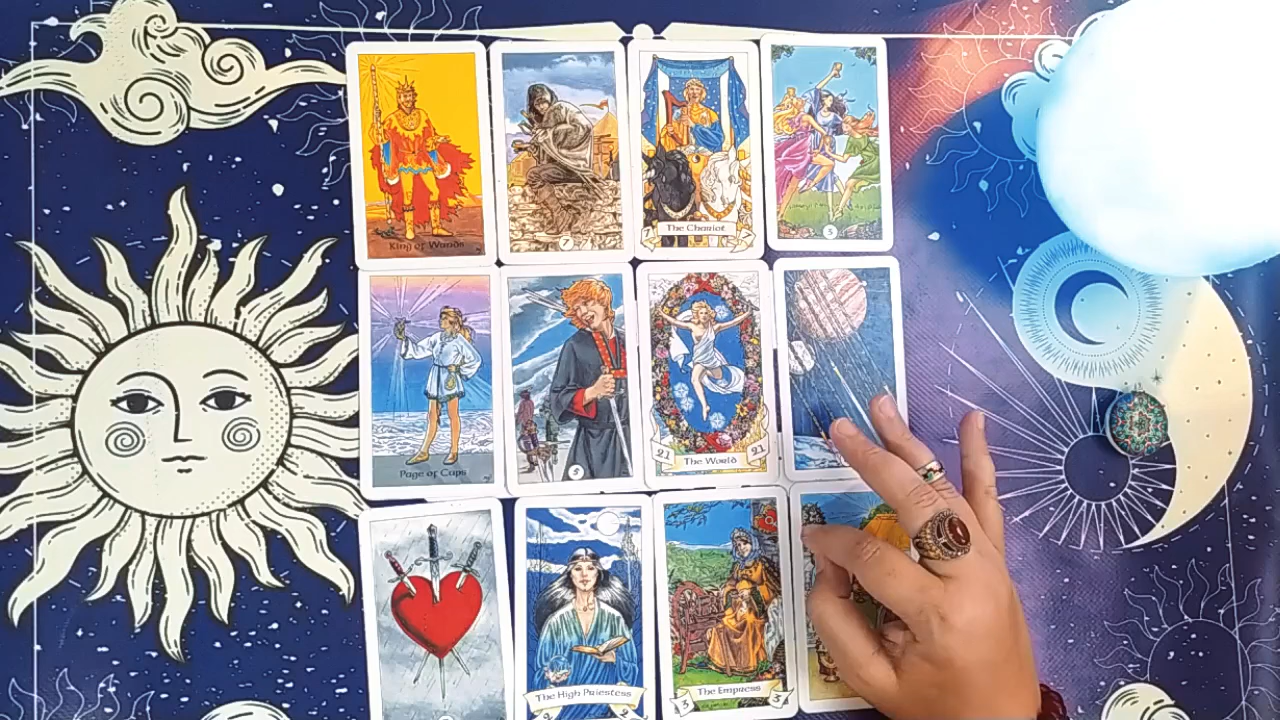 King of Wands
7
7 The Chariot
3
Page of Cups
5
21 The World 21
2 The High Priestess 2
3 The Empress 3